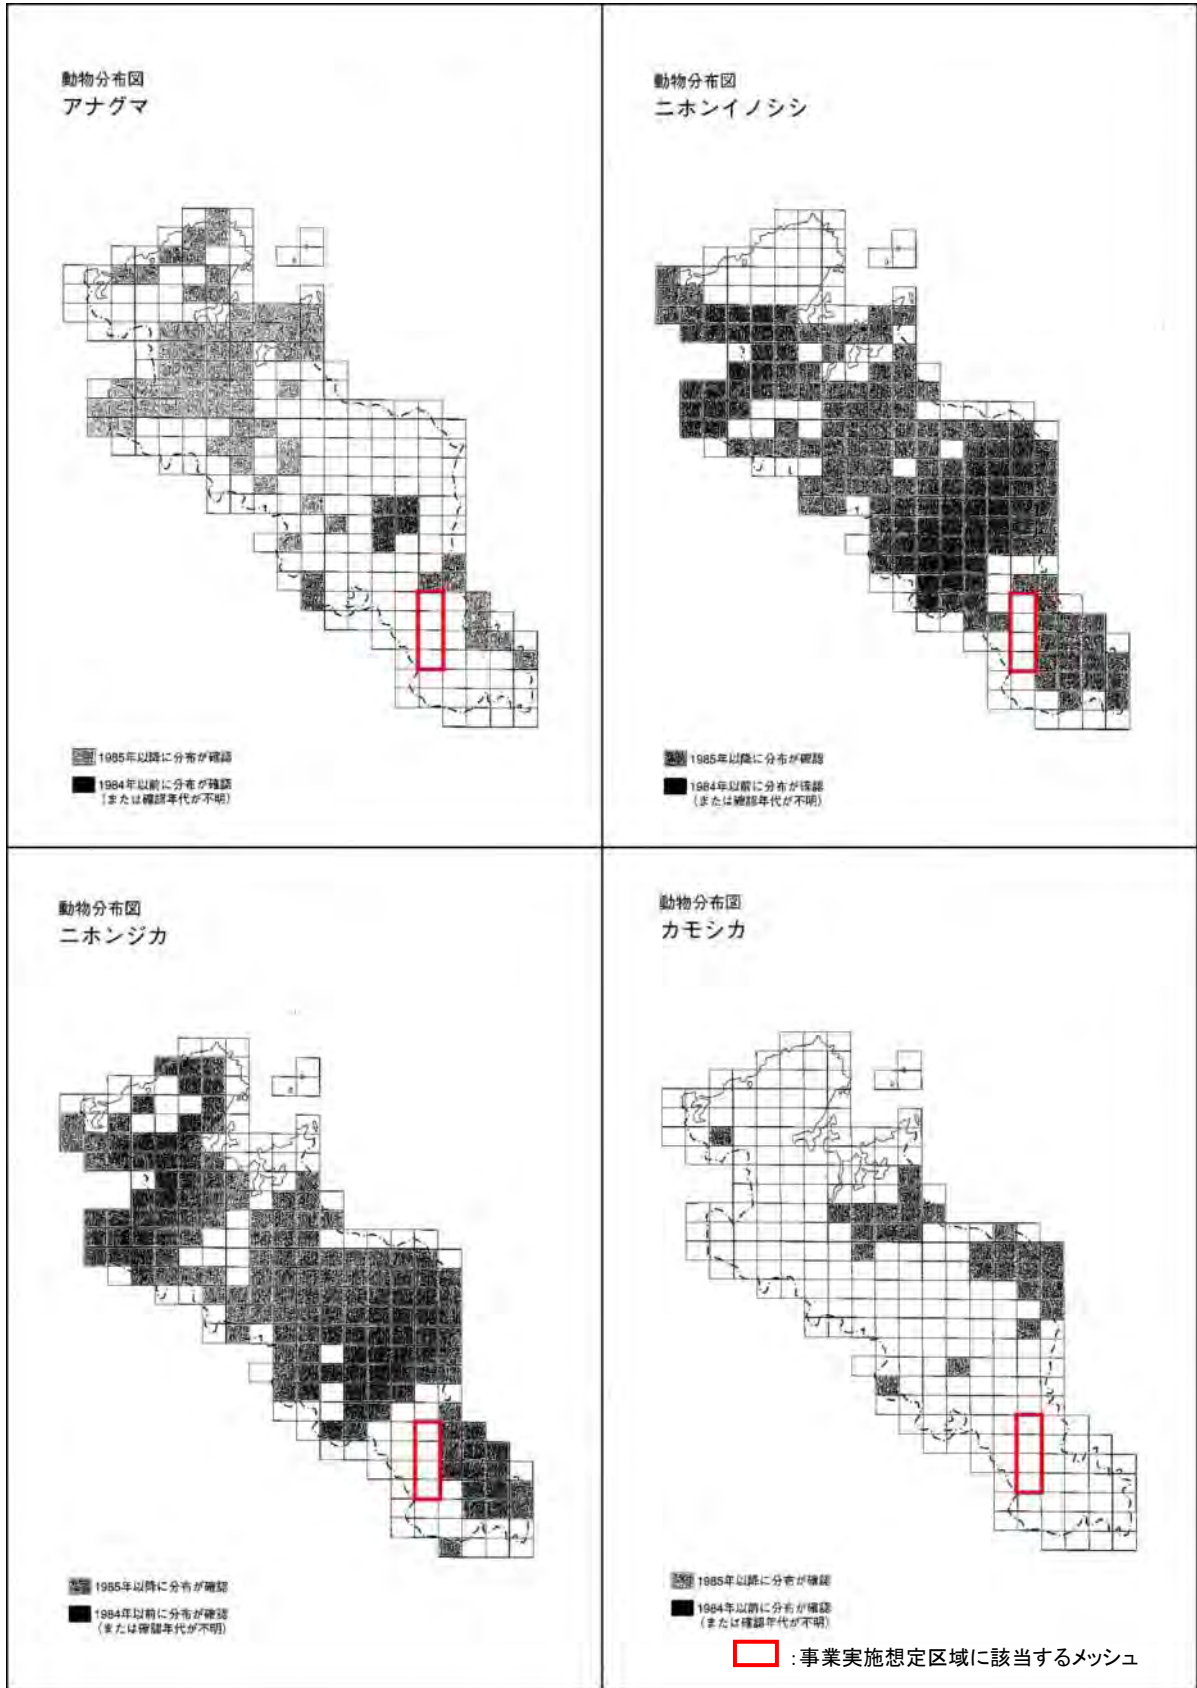 動物分布図
アナグマ
1985年以降に分布が確認
1984年以前に分布が確認
(または確認年代が不明)
動物分布図
ニホンイノシシ
1985年以降に分布が確認
1984年以前に分布が確認
(または確認年代が不明)
動物分布図
ニホンジカ
1985年以降に分布が確認
1984年以前に分布が確認
(または確認年代が不明)
動物分布図
カモシカ
1985年以降に分布が確認
1984年以前に分布が確認
(または確認年代が不明)
:事業実施想定区域に該当するメッシュ